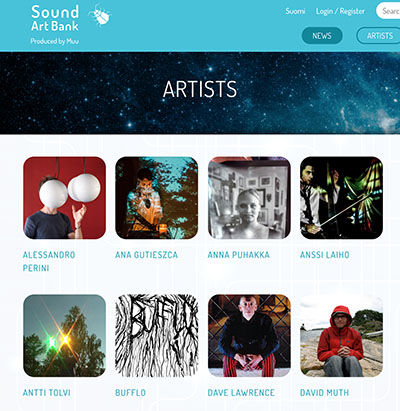 Sound
Art Bank
Produced by Muu
Suomi Login / Register Searc
NEWS ARTISTS
ARTISTS
ALESSANDRO
PERINI
ANA GUTIESZCA
ANNA PUHAKKA
ANSSI LAIHO
BUFFLO
ANTTI TOLVI
BUFFLO
DAVE LAWRENCE
DAVID MUTH